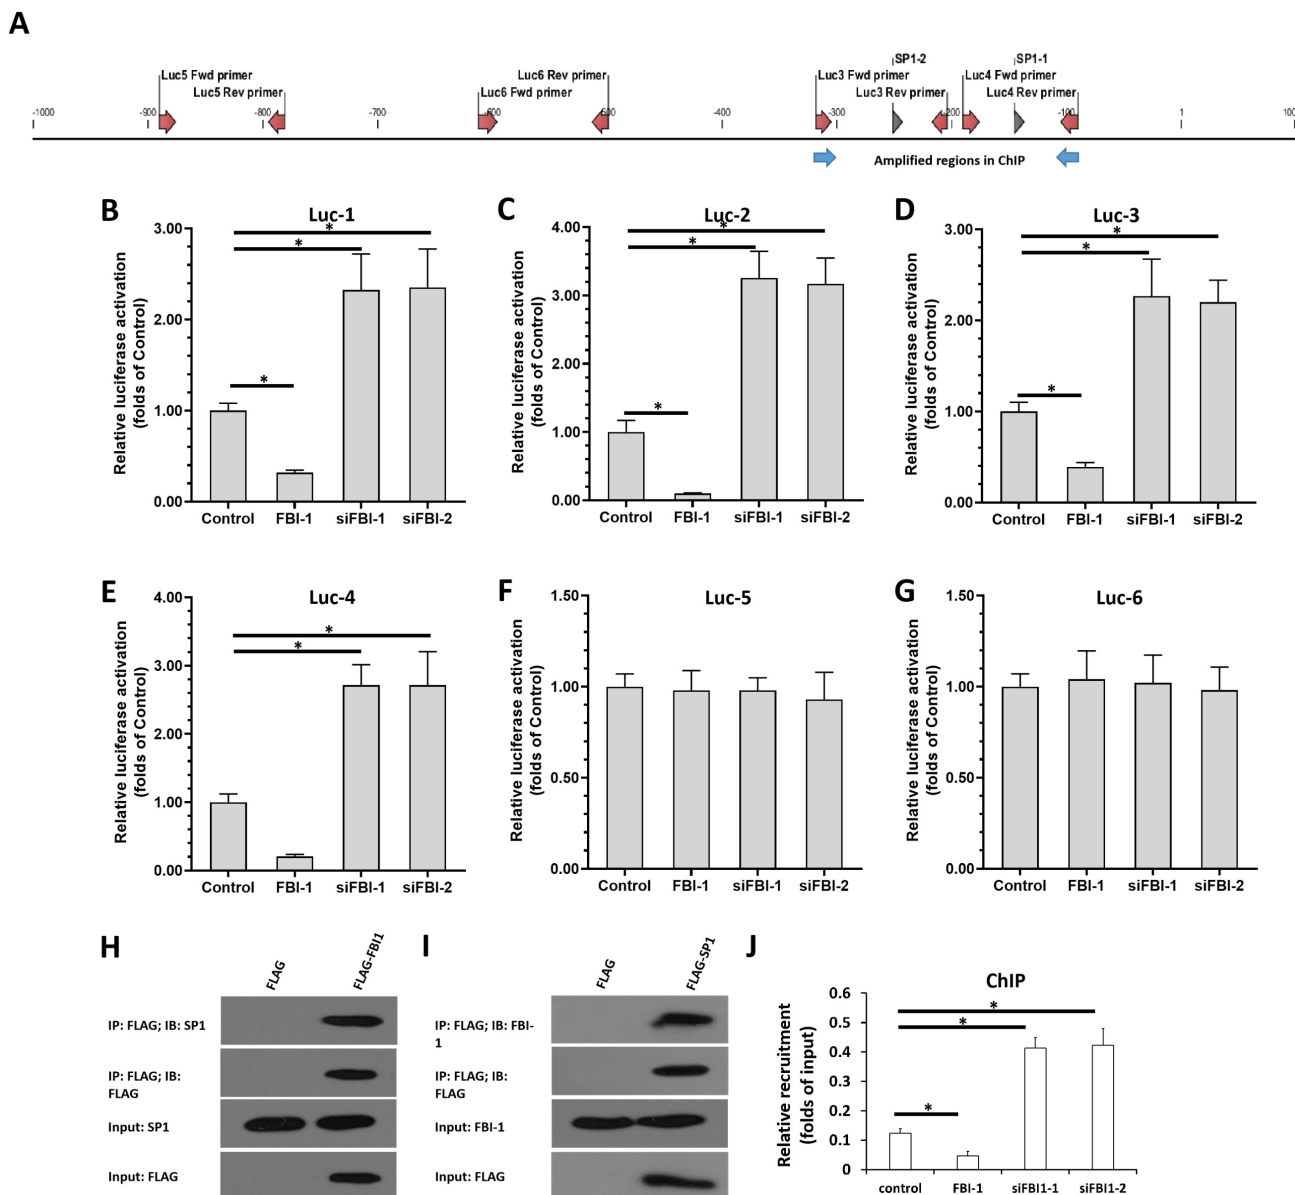 A
SP1-2 SP1-1
Luc5 Fwd primer Luc6 Rev primer Luc3 Fwd primer Luc4 Fwd primer
Luc5 Rev primer Luc6 Fwd primer Luc3 Rev primer Luc4 Rev primer
-1000 -900 -800 -700 -600 -400 -300 -200 -100 1 100
Amplified regions in ChIP
B
Luc-1
*
*
*
Relative luciferase activation
(folds of Control)
3.00
2.00
1.00
0.00
Control FBI-1 siFBI-1 siFBI-2
C
Luc-2
*
*
*
Relative luciferase activation
(folds of Control)
4.00
3.00
2.00
1.00
0.00
Control FBI-1 siFBI-1 siFBI-2
D
Luc-3
*
*
*
Relative luciferase activation
(folds of Control)
3.00
2.00
1.00
0.00
Control FBI-1 siFBI-1 siFBI-2
E
Luc-4
*
*
Relative luciferase activation
(folds of Control)
4.00
3.00
2.00
1.00
0.00
Control FBI-1 siFBI-1 siFBI-2
F
Luc-5
Relative luciferase activation
(folds of Control)
1.50
1.00
0.50
0.00
Control FBI-1 siFBI-1 siFBI-2
G
Luc-6
Relative luciferase activation
(folds of Control)
1.50
1.00
0.50
0.00
Control FBI-1 siFBI-1 siFBI-2
H
FLAG FLAG-FBI1
IP: FLAG; IB: SP1
IP: FLAG; IB:
FLAG
Input: SP1
Input: FLAG
I
FLAG FLAG-SP1
IP: FLAG; IB: FBI-
1
IP: FLAG; IB:
FLAG
Input: FBI-1
Input: FLAG
J
ChIP
*
*
*
Relative recruitment
(folds of input)
0.6
0.5
0.4
0.3
0.2
0.1
0
control FBI-1 siFBI1-1 siFBI1-2